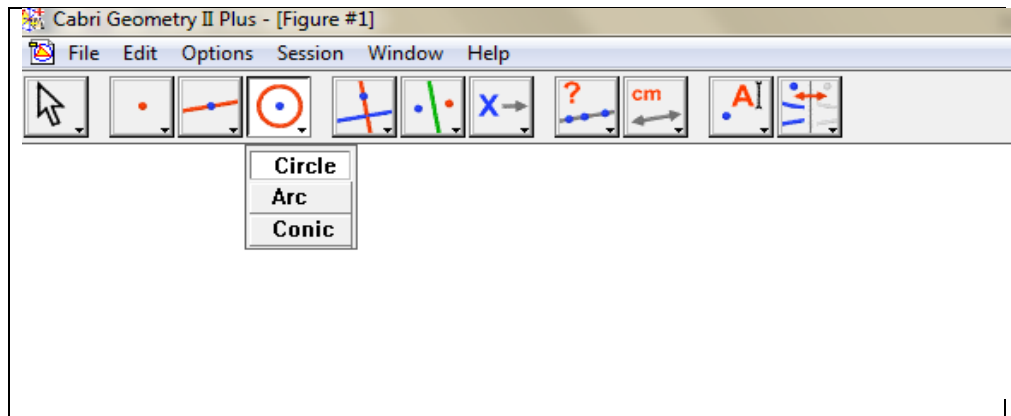 Cabri Geometry II Plus - [Figure #1]
File Edit Options Session Window Help
X ? cm A
Circle
Arc
Conic